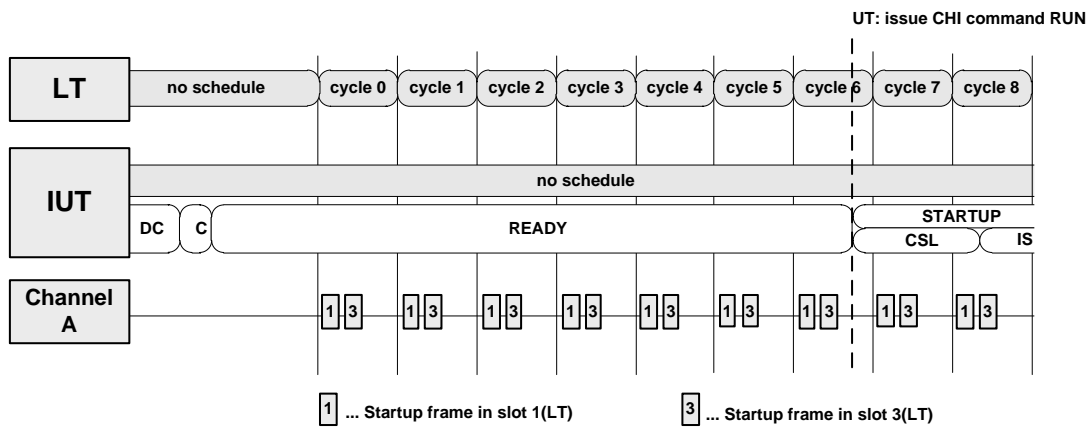 UT: issue CHI command RUN
LT
no schedule
cycle 0
cycle 1
cycle 2
cycle 3
cycle 4
cycle 5
cycle 6
cycle 7
cycle 8
IUT
no schedule
DC
C
READY
STARTUP
CSL
IS
Channel
A
1 3 1 3 1 3 1 3 1 3 1 3 1 3 1 3 1 3
1 ... Startup frame in slot 1(LT)
3 ... Startup frame in slot 3(LT)